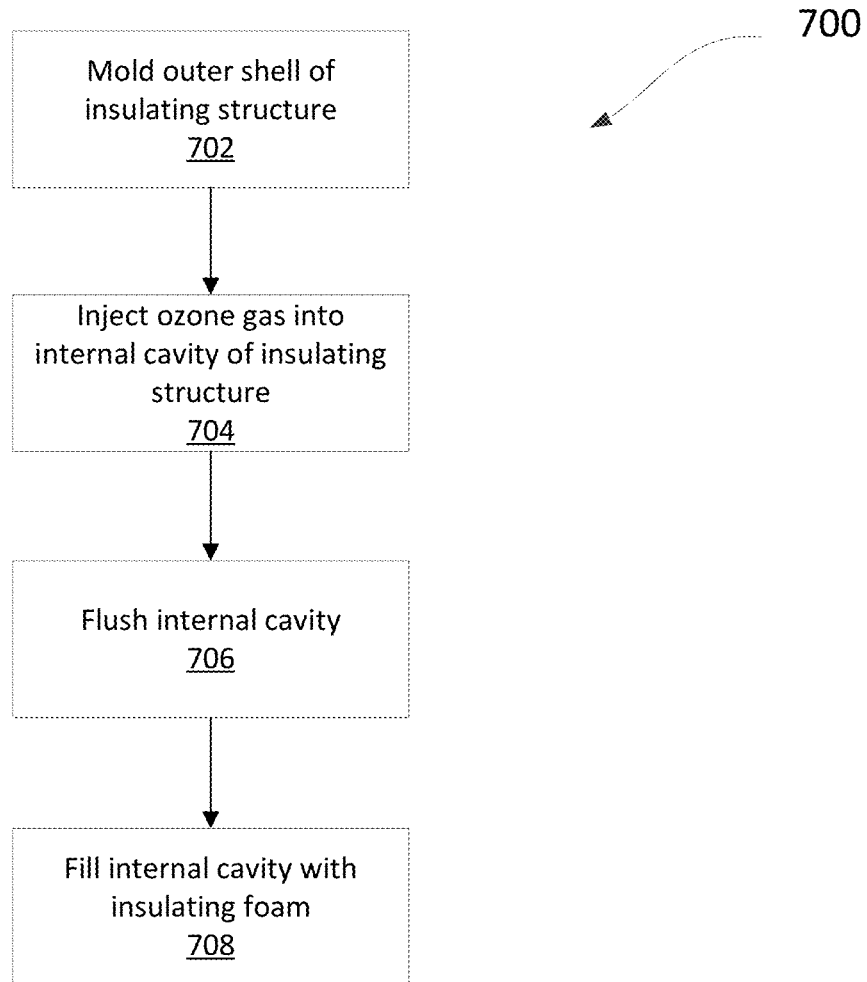 700
Mold outer shell of
insulating structure
702
Inject ozone gas into
internal cavity of insulating
structure
704
Flush internal cavity
706
Fill internal cavity with
insulating foam
708